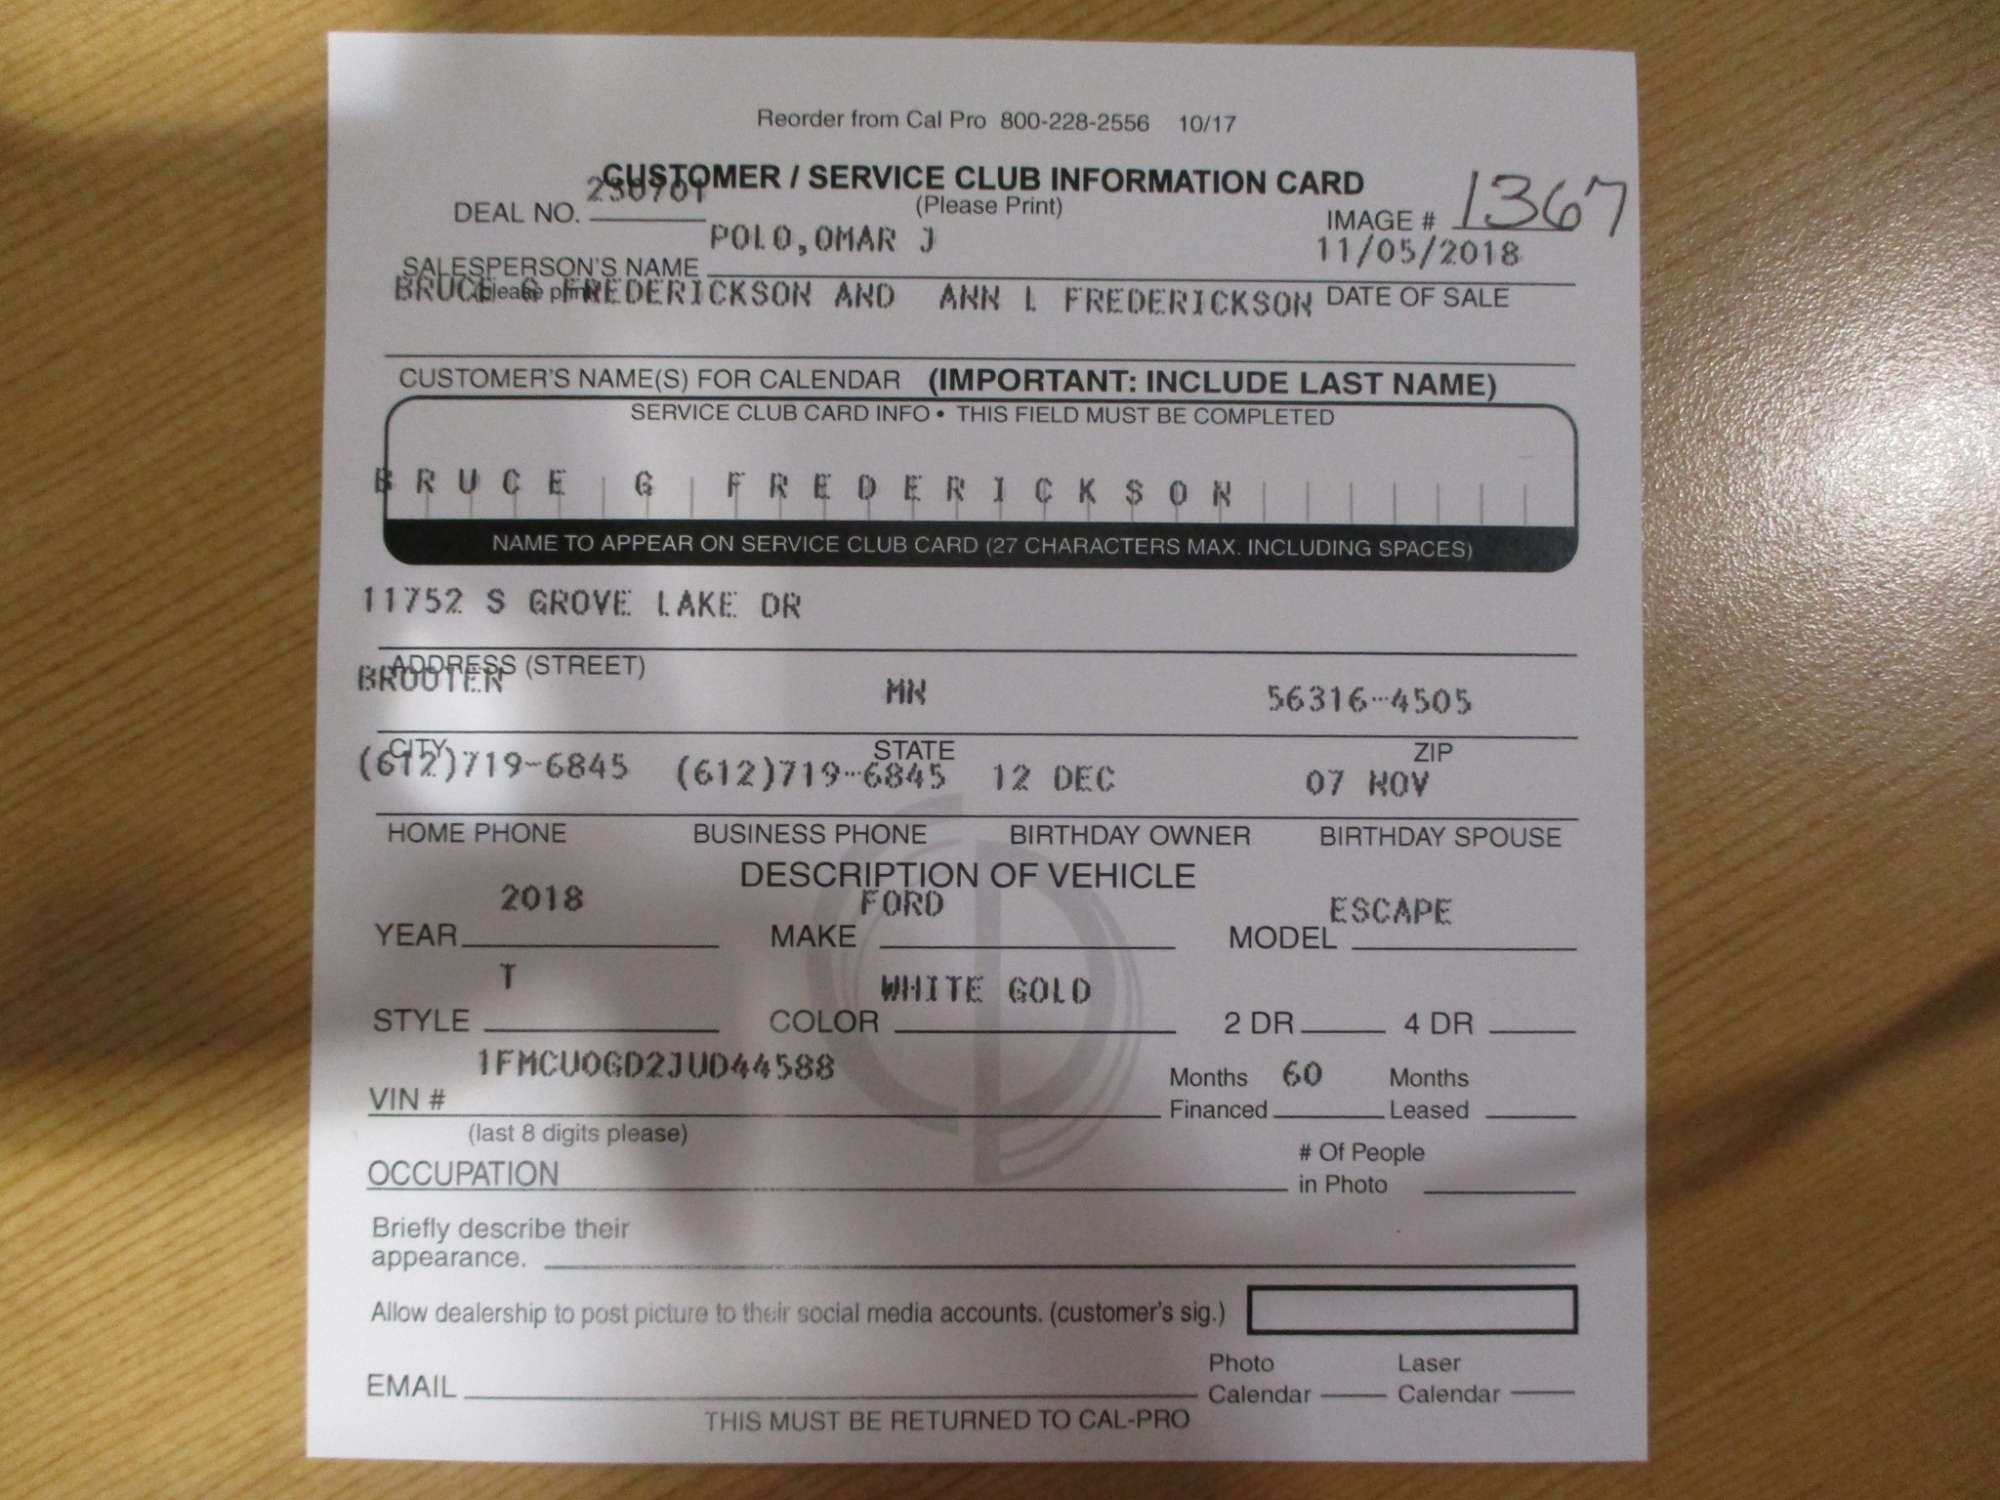 Reorder from Cal Pro 800-228-2556 10/17
CUSTOMER / SERVICE CLUB INFORMATION CARD
(Please Print)
DEAL NO. 230701
IMAGE # 1367
POLO,OMAR J
11/05/2018
SALESPERSON'S NAME
(please print)
DATE OF SALE
BRUCE G FREDERICKSON AND ANN L FREDERICKSON
CUSTOMER'S NAME(S) FOR CALENDAR (IMPORTANT: INCLUDE LAST NAME)
SERVICE CLUB CARD INFO • THIS FIELD MUST BE COMPLETED
BRUCE G FREDERICKSON
NAME TO APPEAR ON SERVICE CLUB CARD (27 CHARACTERS MAX. INCLUDING SPACES)
11752 S GROVE LAKE DR
ADDRESS (STREET)
BROOTEN MN 56316-4505
CITY STATE ZIP
(612)719-6845 (612)719-6845 12 DEC 07 NOV
HOME PHONE BUSINESS PHONE BIRTHDAY OWNER BIRTHDAY SPOUSE
DESCRIPTION OF VEHICLE
2018 FORD ESCAPE
YEAR MAKE MODEL
T WHITE GOLD
STYLE COLOR 2 DR 4 DR
1FMCU0GD2JUD44588
VIN #
(last 8 digits please)
Months Financed 60
Months Leased
OCCUPATION
# Of People in Photo
Briefly describe their
appearance.
Allow dealership to post picture to their social media accounts. (customer's sig.)
EMAIL
Photo Calendar
Laser Calendar
THIS MUST BE RETURNED TO CAL-PRO